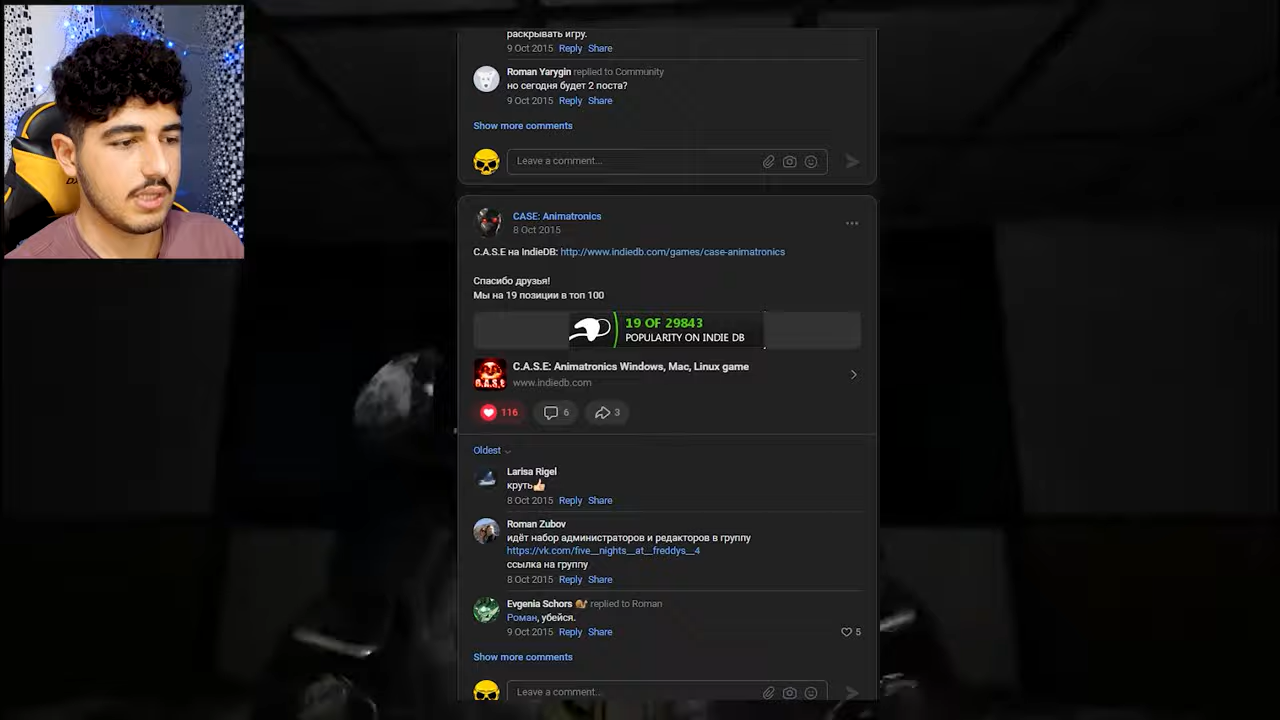 раскрывать игру.
9 Oct 2015 Reply Share
Roman Yarygin replied to Community
но сегодня будет 2 поста?
9 Oct 2015 Reply Share
Show more comments
Leave a comment...
CASE: Animatronics
8 Oct 2015
C.A.S.E на IndieDB: http://www.indiedb.com/games/case-animatronics
Спасибо друзья!
Мы на 19 позиции в топ 100
19 OF 29843
POPULARITY ON INDIE DB
C.A.S.E: Animatronics Windows, Mac, Linux game
www.indiedb.com
C.A.S.E
116 6 3
Oldest
Larisa Rigel
круть
8 Oct 2015 Reply Share
Roman Zubov
идёт набор администраторов и редакторов в группу
https://vk.com/five__nights__at__freddys__4
ссылка на группу
8 Oct 2015 Reply Share
Evgenia Schors replied to Roman
Роман, убейся.
9 Oct 2015 Reply Share 5
Show more comments
Leave a comment...